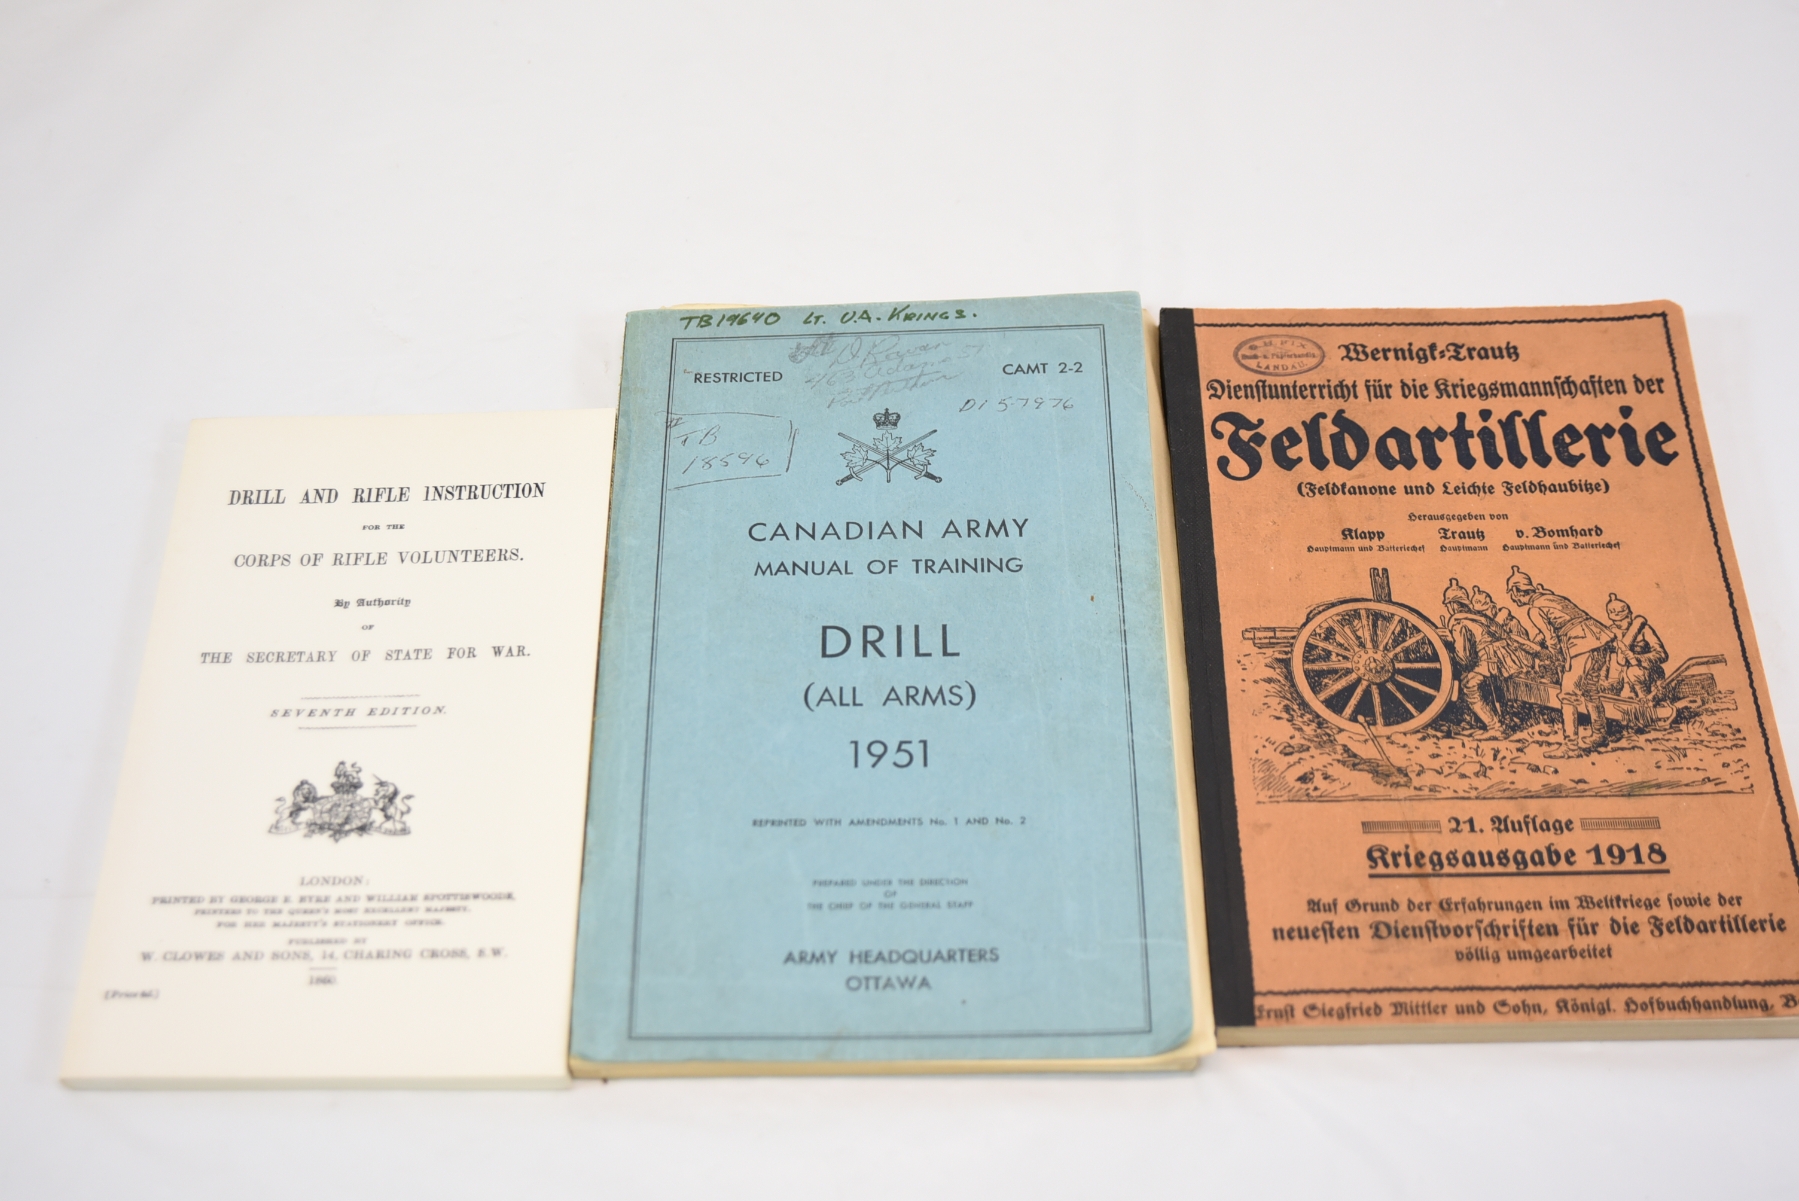 DRILL AND RIFLE INSTRUCTION
FOR THE
CORPS OF RIFLE VOLUNTEERS.
By Authority
OF
THE SECRETARY OF STATE FOR WAR.
SEVENTH EDITION.
LONDON:
PRINTED BY GEORGE E. EYRE AND WILLIAM SPOTTISWOODE,
PRINTERS TO THE QUEEN'S MOST EXCELLENT MAJESTY.
FOR HER MAJESTY'S STATIONERY OFFICE.
PUBLISHED BY
W. CLOWES AND SONS, 14, CHARING CROSS, S.W.
1860.
TB19640 LT. U.A. KRINGS.
RESTRICTED
CAMT 2-2
TB
18596
CANADIAN ARMY
MANUAL OF TRAINING
DRILL
(ALL ARMS)
1951
REPRINTED WITH AMENDMENTS No. 1 AND No. 2
PREPARED UNDER THE DIRECTION
OF
THE CHIEF OF THE GENERAL STAFF
ARMY HEADQUARTERS
OTTAWA
LANDAU.
Wernigk=Trautz
Dienstunterricht für die Kriegsmannschaften der
Feldartillerie
(Feldkanone und Leichte Feldhaubitze)
Herausgegeben von
Klapp Trautz v. Bomhard
Hauptmann und Batteriechef Hauptmann Hauptmann und Batteriechef
21. Auflage
Kriegsausgabe 1918
Auf Grund der Erfahrungen im Weltkriege sowie der
neuesten Dienstvorschriften für die Feldartillerie
völlig umgearbeitet
Ernst Siegfried Mittler und Sohn, Königl. Hofbuchhandlung, B